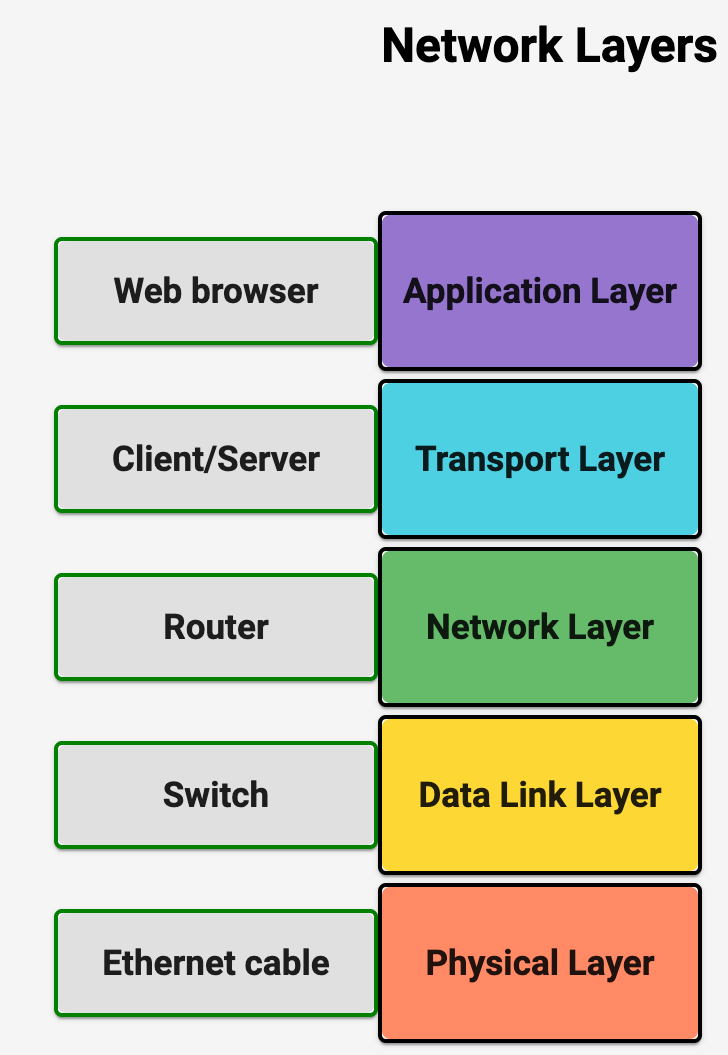 Network Layers
Web browser
Application Layer
Client/Server
Transport Layer
Router
Network Layer
Switch
Data Link Layer
Ethernet cable
Physical Layer